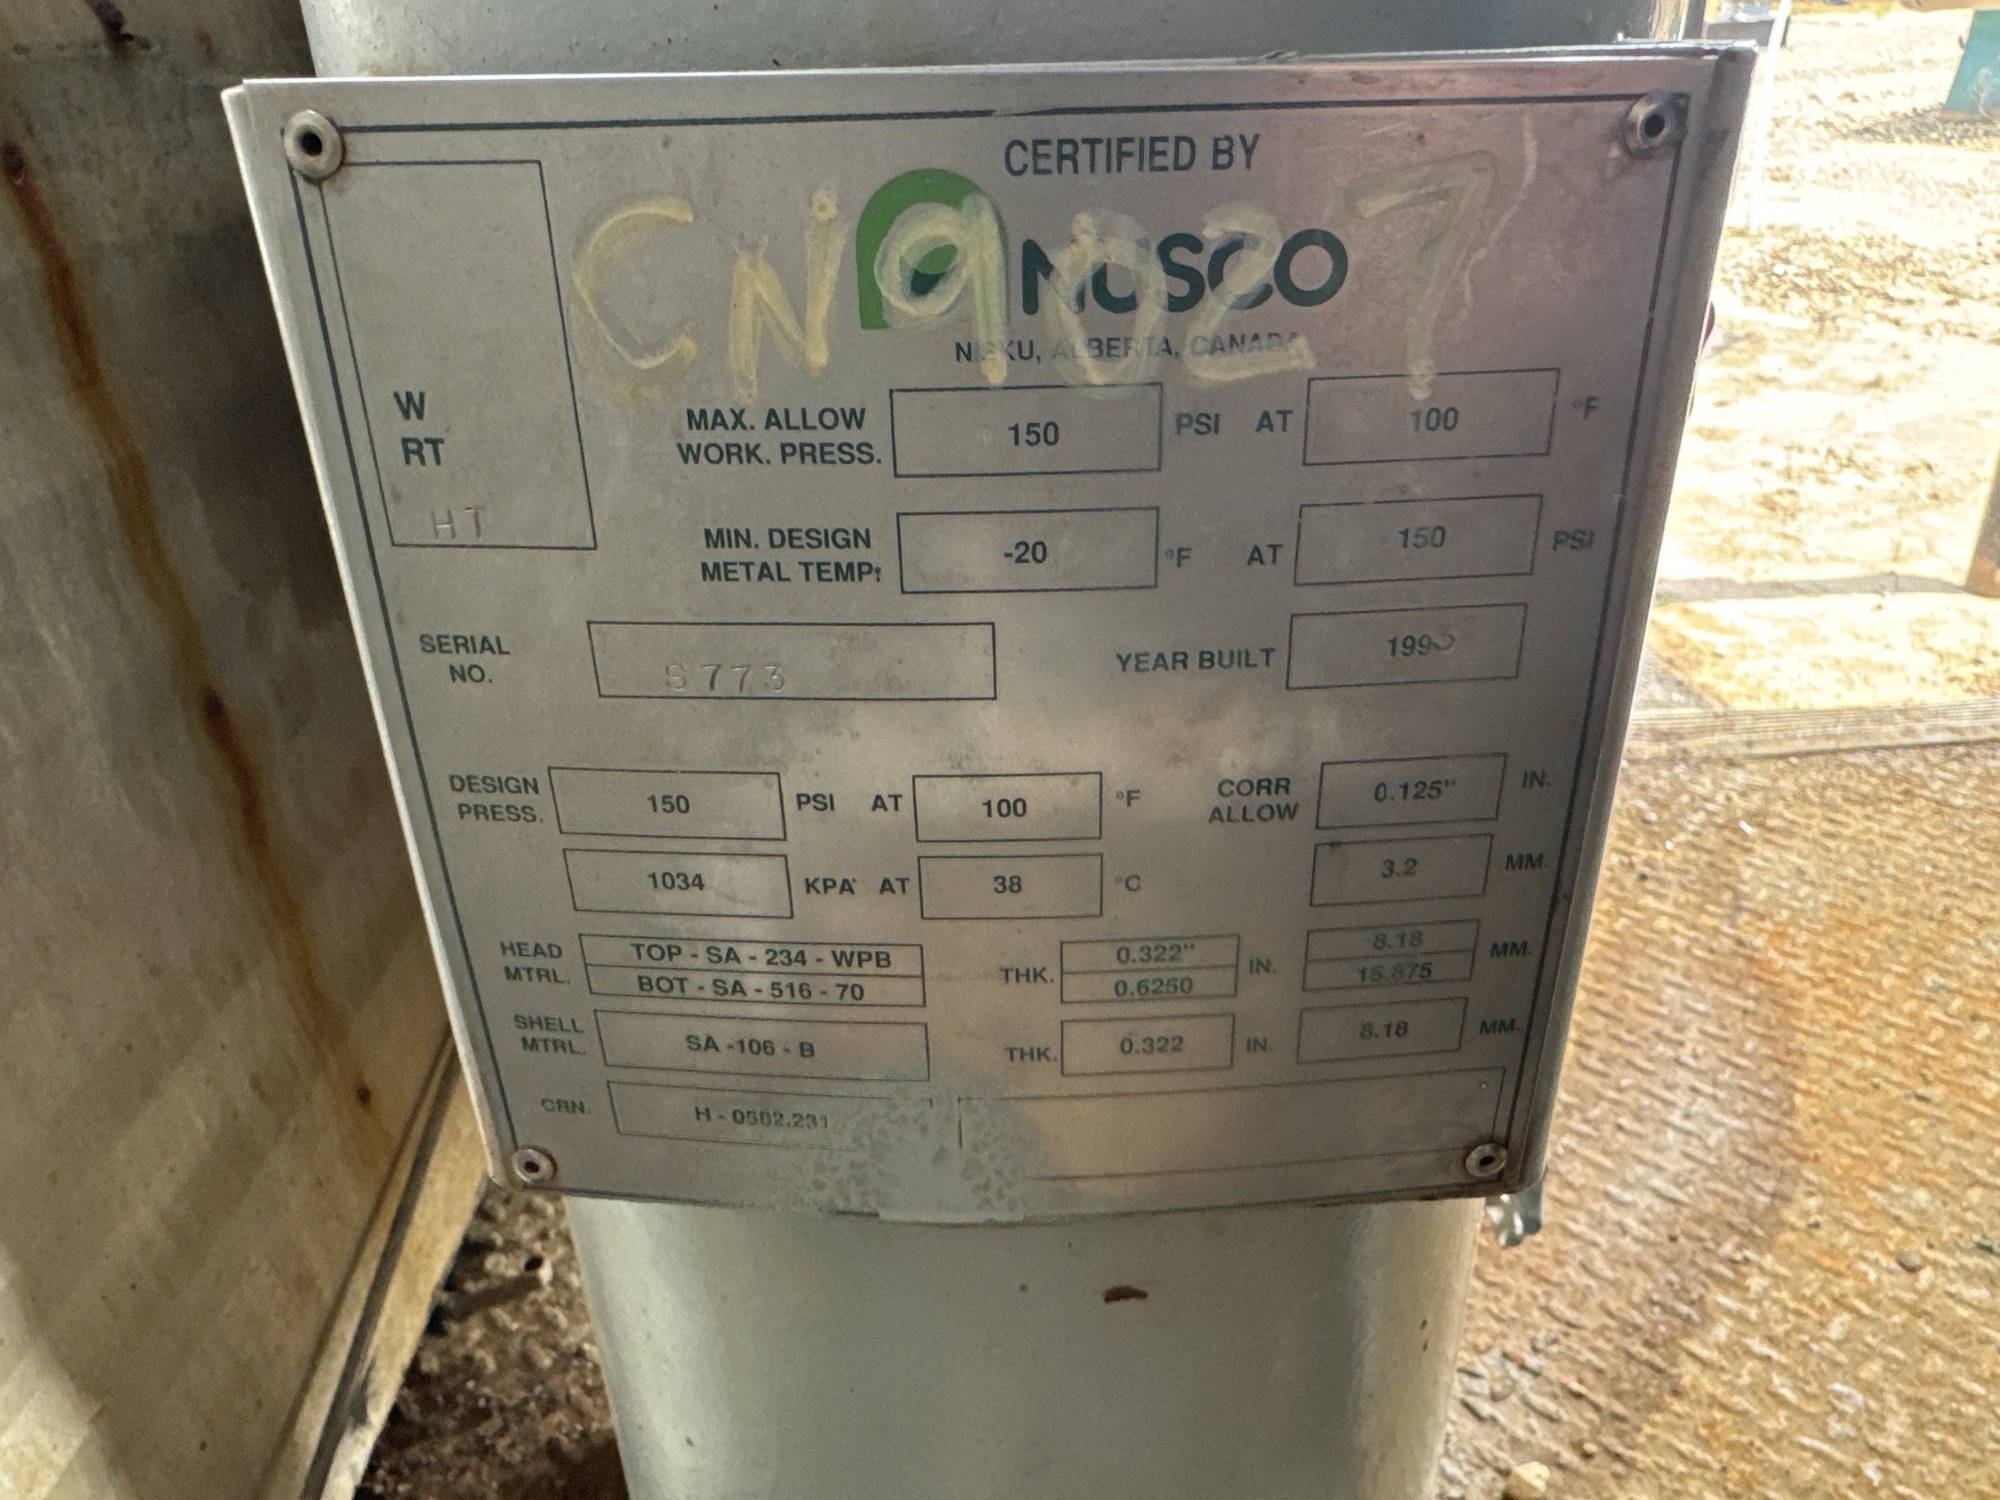 CERTIFIED BY
CN9027
NUSCO
NISKU, ALBERTA, CANADA
W
RT
HT
MAX. ALLOW WORK. PRESS. 150 PSI AT 100 °F
MIN. DESIGN METAL TEMP: -20 °F AT 150 PSI
SERIAL NO. S773
YEAR BUILT 1993
DESIGN PRESS. 150 PSI AT 100 °F
CORR ALLOW 0.125" IN.
1034 KPA AT 38 °C
3.2 MM.
HEAD MTRL. TOP - SA - 234 - WPB THK. 0.322" IN. 8.18 MM.
BOT - SA - 516 - 70 0.6250 15.875
SHELL MTRL. SA -106 - B THK. 0.322 IN. 8.18 MM.
CRN. H - 0582.231